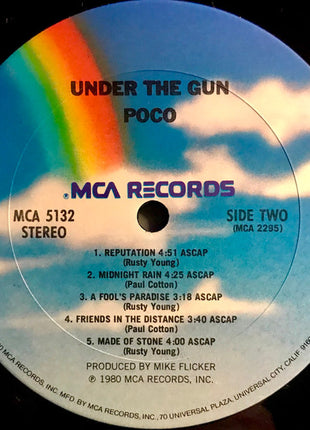 UNDER THE GUN
POCO
MCA RECORDS
MCA 5132
STEREO
SIDE TWO
(MCA 2295)
1. REPUTATION 4:51 ASCAP
(Rusty Young)
2. MIDNIGHT RAIN 4:25 ASCAP
(Paul Cotton)
3. A FOOL'S PARADISE 3:18 ASCAP
(Rusty Young)
4. FRIENDS IN THE DISTANCE 3:40 ASCAP
(Paul Cotton)
5. MADE OF STONE 4:00 ASCAP
(Rusty Young)
PRODUCED BY MIKE FLICKER
℗ 1980 MCA RECORDS, INC.
MCA RECORDS, INC. MFG BY MCA RECORDS, INC., 70 UNIVERSAL PLAZA, UNIVERSAL CITY, CALIF.